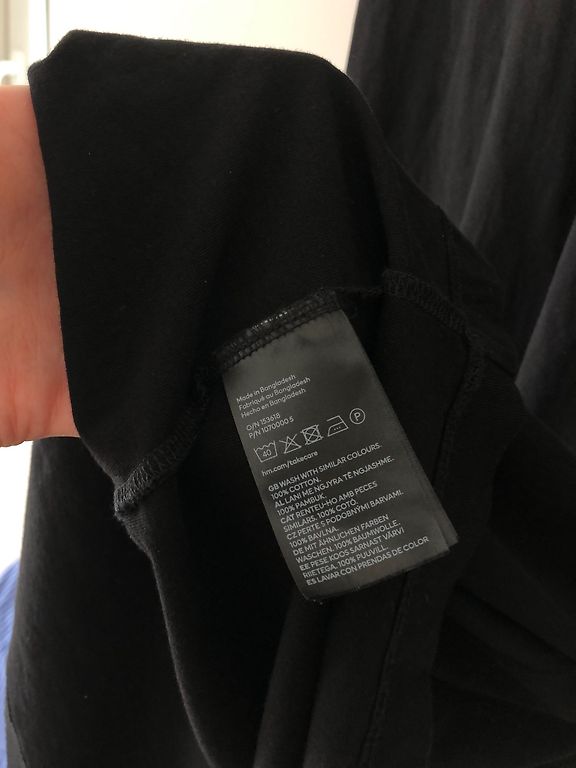 Made in Bangladesh
Fabriqué au Bangladesh
Hecho en Bangladesh
O/N 153618
P/N 1070000 5
40
P
hm.com/takecare
GB WASH WITH SIMILAR COLOURS.
100% COTTON.
AL LANI ME NGJYRA TË NGJASHME.
100% PAMBUK.
CAT RENTEU-HO AMB PECES
SIMILARS, 100% COTÓ.
CZ PERTE S PODOBNÝMI BARVAMI.
100% BAVLNA.
DE MIT ÄHNLICHEN FARBEN
WASCHEN, 100% BAUMWOLLE.
EE PESE KOOS SARNAST VÄRVI
RIIETEGA, 100% PUUVILL.
ES LAVAR CON PRENDAS DE COLOR